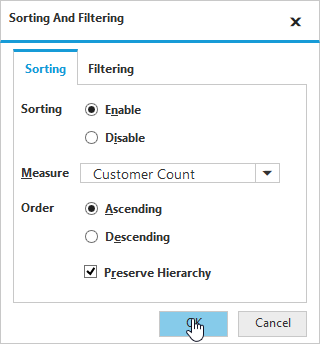 Sorting And Filtering
Sorting Filtering
Sorting Enable
Disable
Measure Customer Count
Order Ascending
Descending
Preserve Hierarchy
OK Cancel